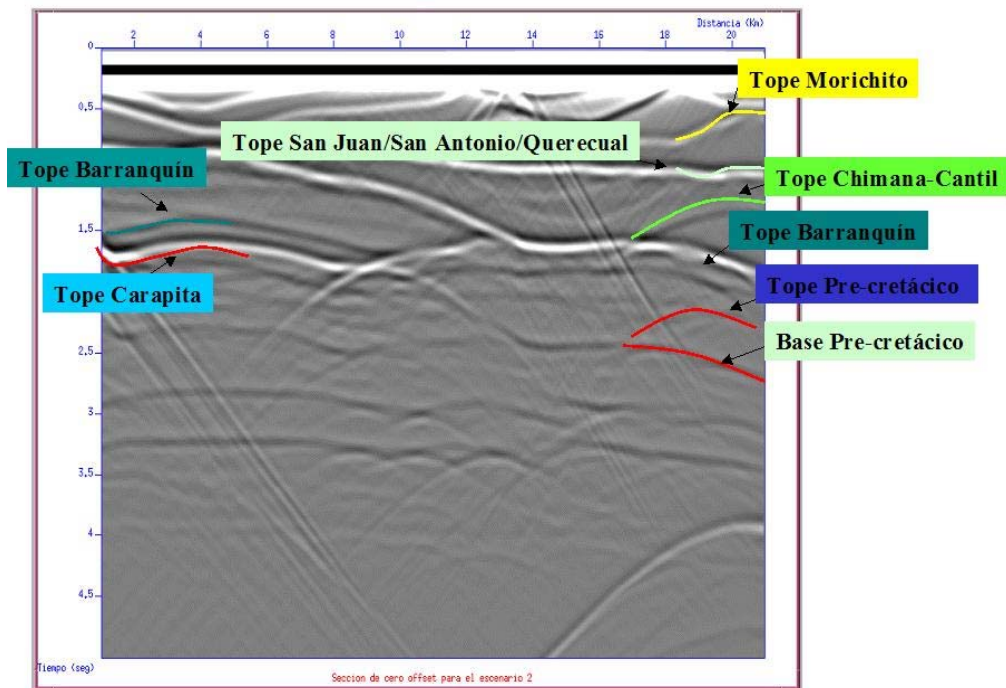 Distancia (Km)
2 4 6 8 10 12 14 16 18 20
0
0.5
1.5
2.5
3
3.5
4
4.5
Tope Morichito
Tope San Juan/San Antonio/Querecual
Tope Barranquín
Tope Chimana-Cantil
Tope Barranquín
Tope Carapita
Tope Pre-cretácico
Base Pre-cretácico
Tiempo (seg)
Seccion de cero offset para el escenario 2